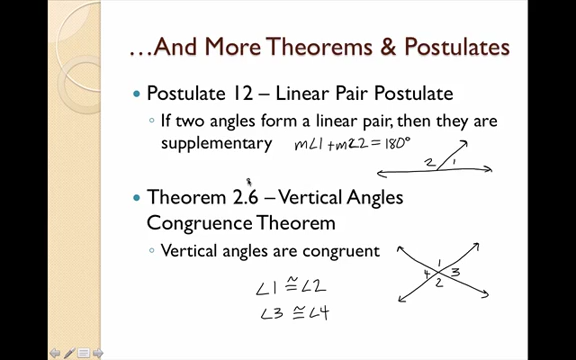 …And More Theorems & Postulates
• Postulate 12 – Linear Pair Postulate
◦ If two angles form a linear pair, then they are
supplementary m∠1+m∠2=180°
2 1
• Theorem 2.6 – Vertical Angles
Congruence Theorem
◦ Vertical angles are congruent
1
4 3
2
∠1≅∠2
∠3≅∠4